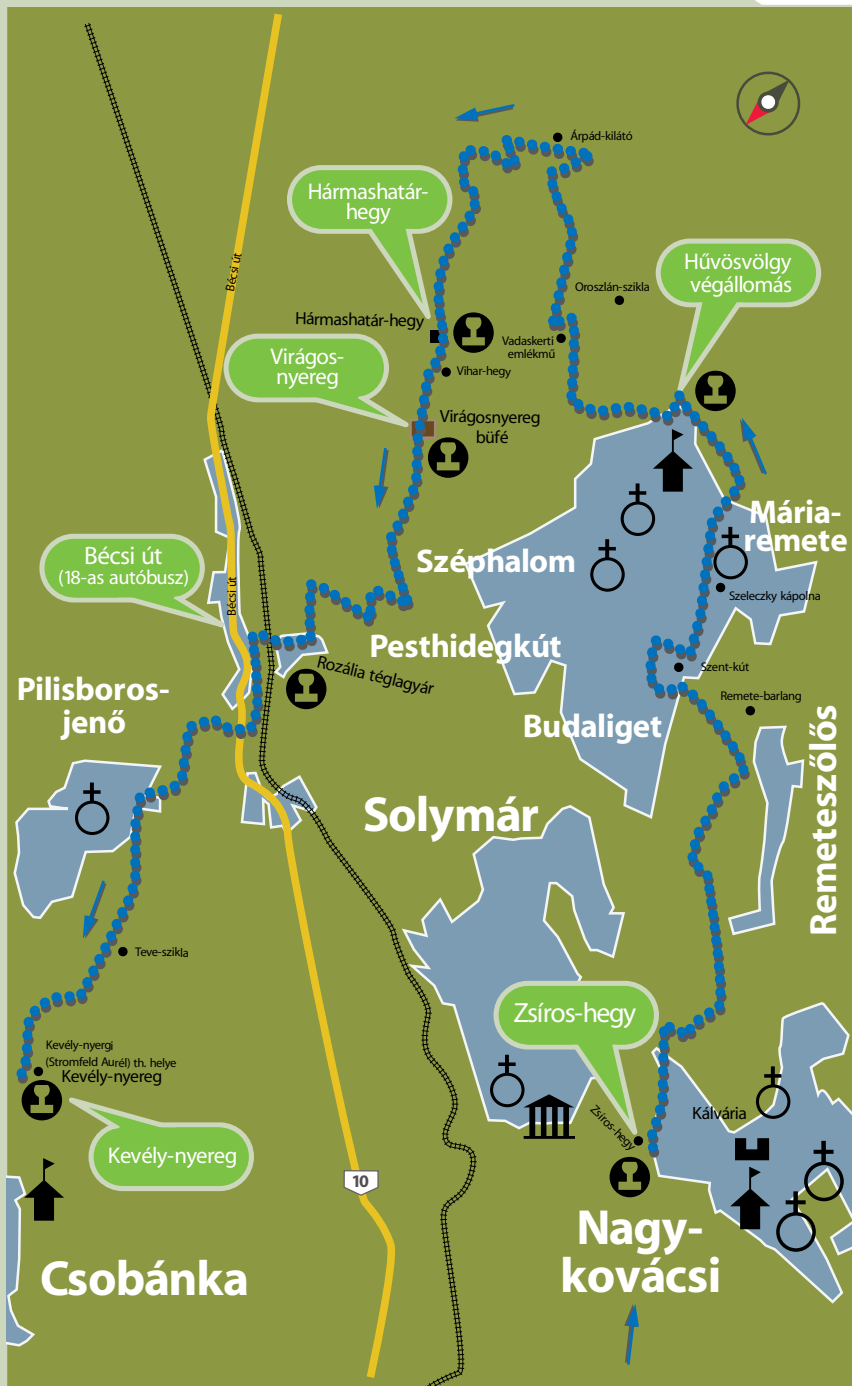 Árpád-kilátó
Hármashatár-
hegy
Bécsi út
Hűvösvölgy
végállomás
Oroszlán-szikla
Hármashatár-hegy
Vadaskerti
emlékmű
Virágos-
nyereg
Vihar-hegy
Virágosnyereg
büfé
Mária-
remete
Széphalom
Bécsi út
(18-as autóbusz)
Bécsi út
Szeleczky kápolna
Pesthidegkút
Rozália téglagyár
Szent-kút
Pilisboros-
jenő
Remete-barlang
Budaliget
Remeteszőlős
Solymár
Teve-szikla
Zsíros-hegy
Kevély-nyergi
(Stromfeld Aurél) th. helye
Kevély-nyereg
Zsíros-hegy
Kálvária
Kevély-nyereg
10
Nagy-
kovácsi
Csobánka